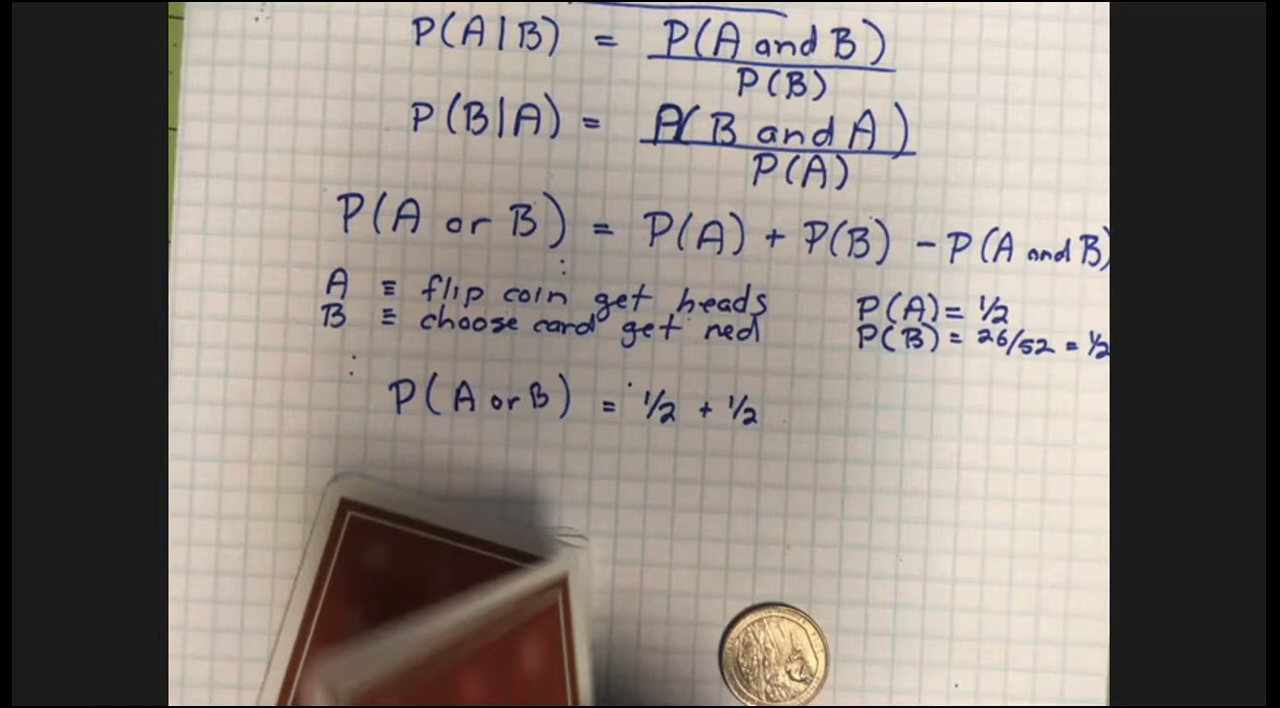 P(A|B) = P(A and B)
P(B)
P(B|A) = P(B and A)
P(A)
P(A or B) = P(A) + P(B) - P(A and B)
A ≡ flip coin get heads P(A) = 1/2
B ≡ choose card get red P(B) = 26/52 = 1/2
P(A or B) = 1/2 + 1/2